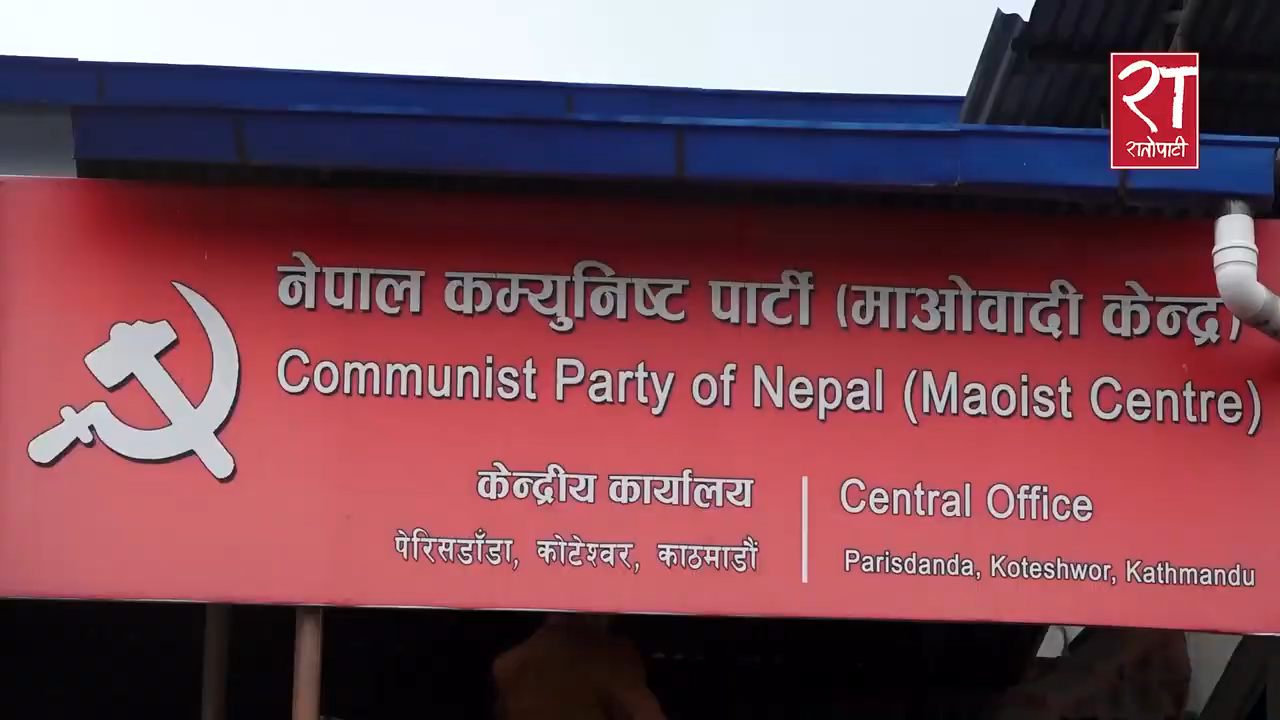 रा
रातोपाटी
नेपाल कम्युनिष्ट पार्टी (माओवादी केन्द्र)
Communist Party of Nepal (Maoist Centre)
केन्द्रीय कार्यालय
पेरिसडाँडा, कोटेश्वर, काठमाडौं
Central Office
Parisdanda, Koteshwor, Kathmandu